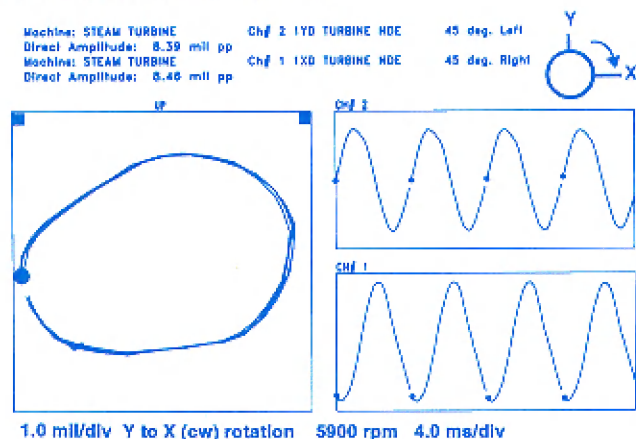 Machine: STEAM TURBINE Ch# 2 1YD TURBINE NDE 45 deg. Left
Direct Amplitude: 8.39 mil pp
Machine: STEAM TURBINE Ch# 1 1XD TURBINE NDE 45 deg. Right
Direct Amplitude: 8.46 mil pp
Y
X
UP
CH# 2
CH# 1
1.0 mil/div Y to X (cw) rotation 5900 rpm 4.0 ms/div